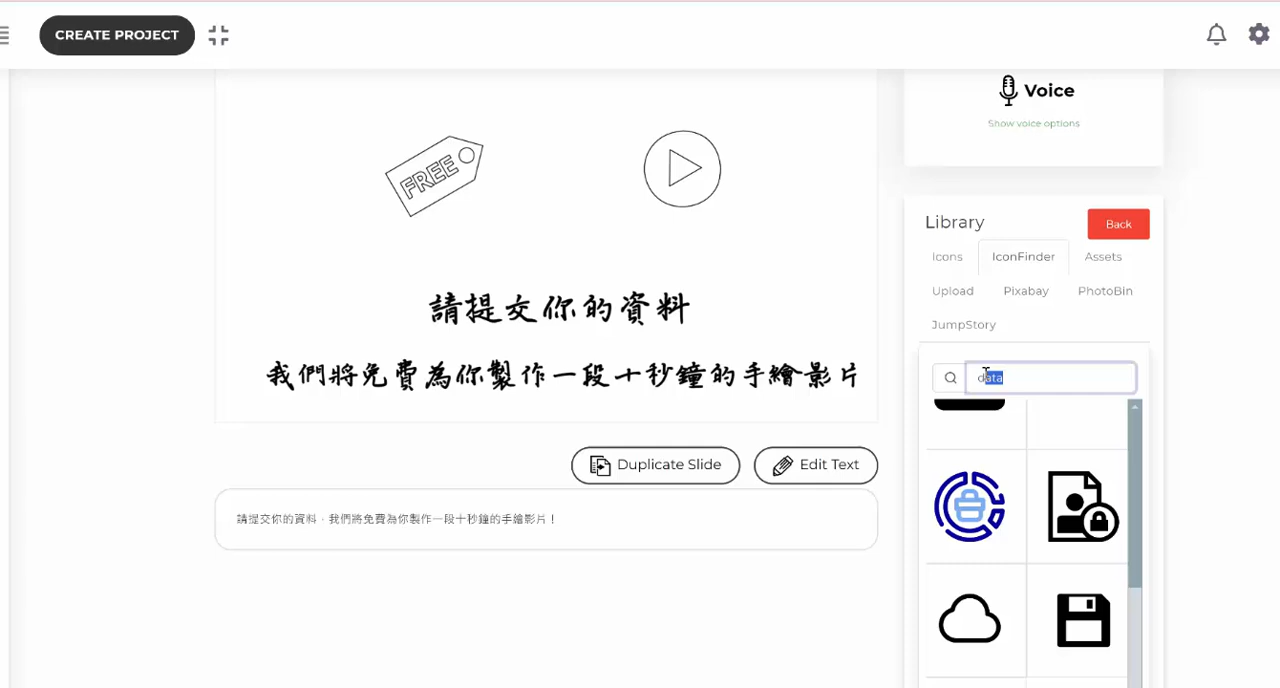 CREATE PROJECT
Voice
Show voice options
FREE
Library
Back
Icons
IconFinder
Assets
Upload
Pixabay
PhotoBin
JumpStory
data
請提交你的資料
我們將免費為你製作一段十秒鐘的手繪影片
Duplicate Slide
Edit Text
請提交你的資料，我們將免費為你製作一段十秒鐘的手繪影片！